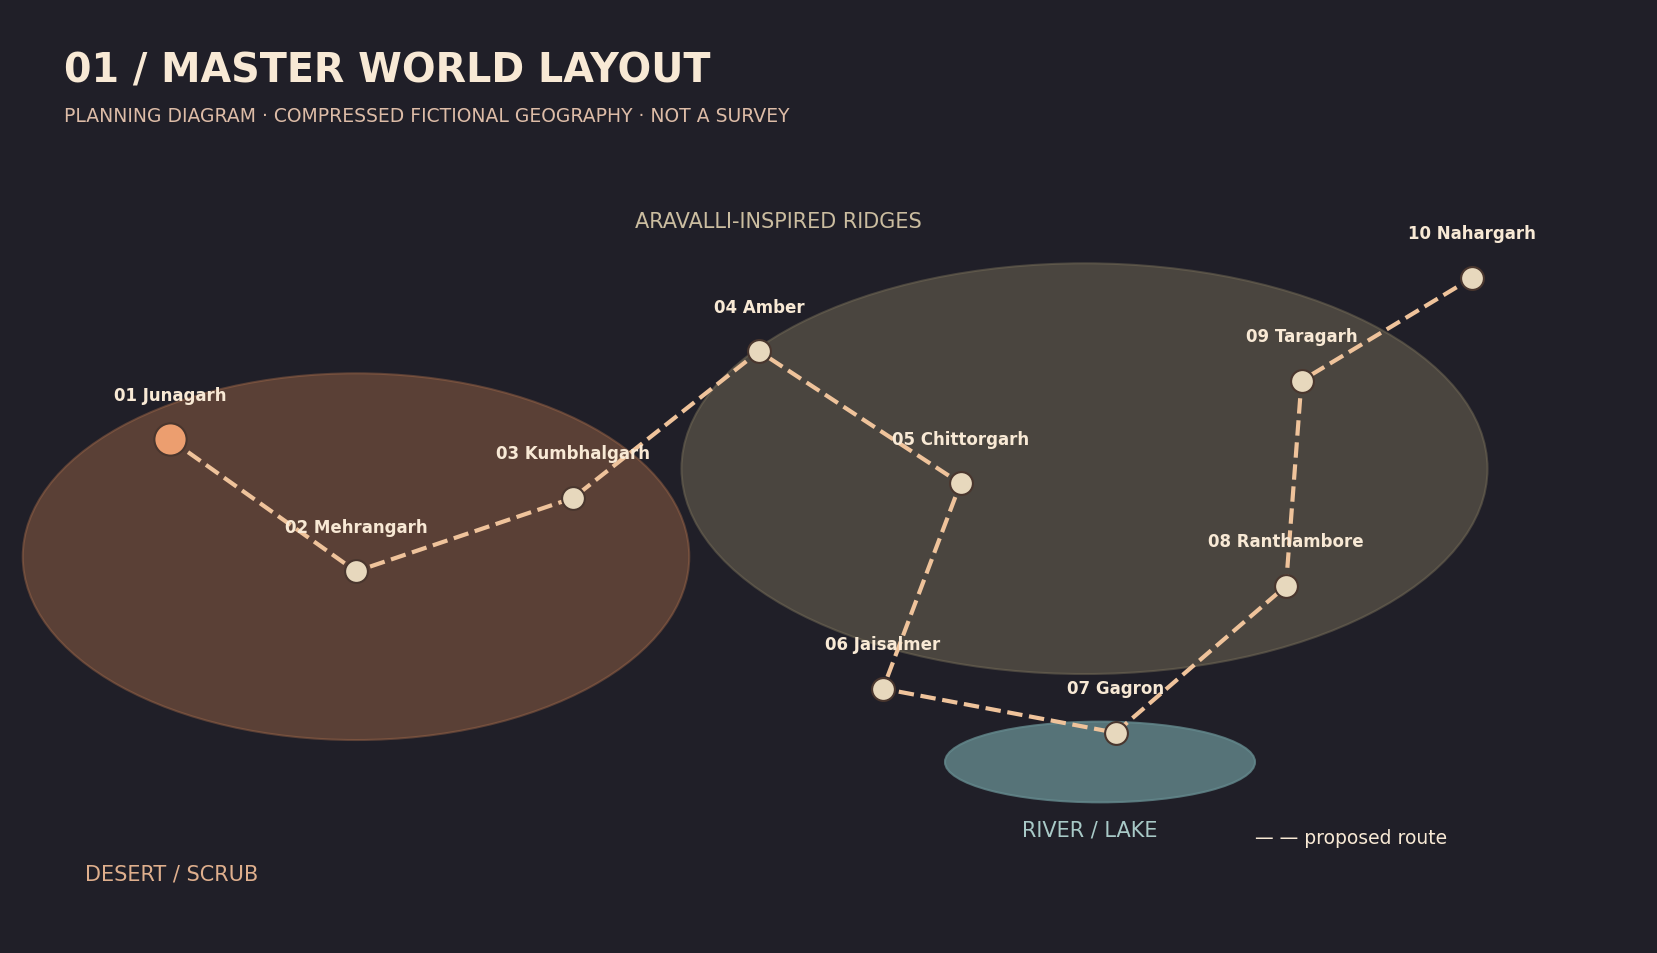 01 / MASTER WORLD LAYOUT
PLANNING DIAGRAM · COMPRESSED FICTIONAL GEOGRAPHY · NOT A SURVEY
ARAVALLI-INSPIRED RIDGES
10 Nahargarh
04 Amber
09 Taragarh
01 Junagarh
05 Chittorgarh
03 Kumbhalgarh
02 Mehrangarh
08 Ranthambore
06 Jaisalmer
07 Gagron
RIVER / LAKE
— — proposed route
DESERT / SCRUB